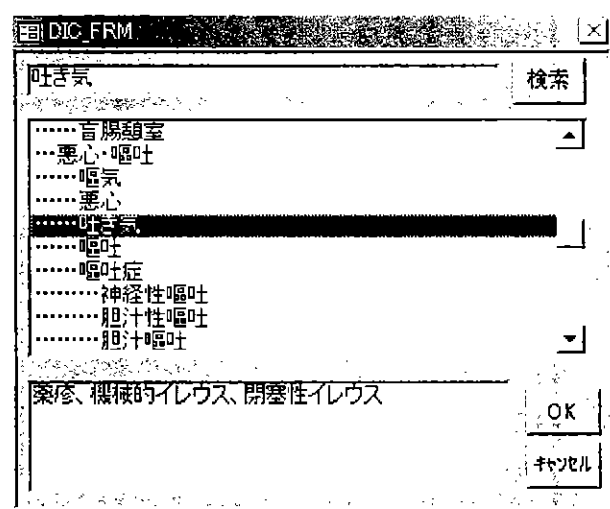 DIC_FRM
吐き気
検索
……盲腸憩室
…悪心・嘔吐
……嘔気
……悪心
……吐き気
……嘔吐
……嘔吐症
………神経性嘔吐
………胆汁性嘔吐
………胆汁嘔吐
薬疹、機械的イレウス、閉塞性イレウス
OK
キャンセル